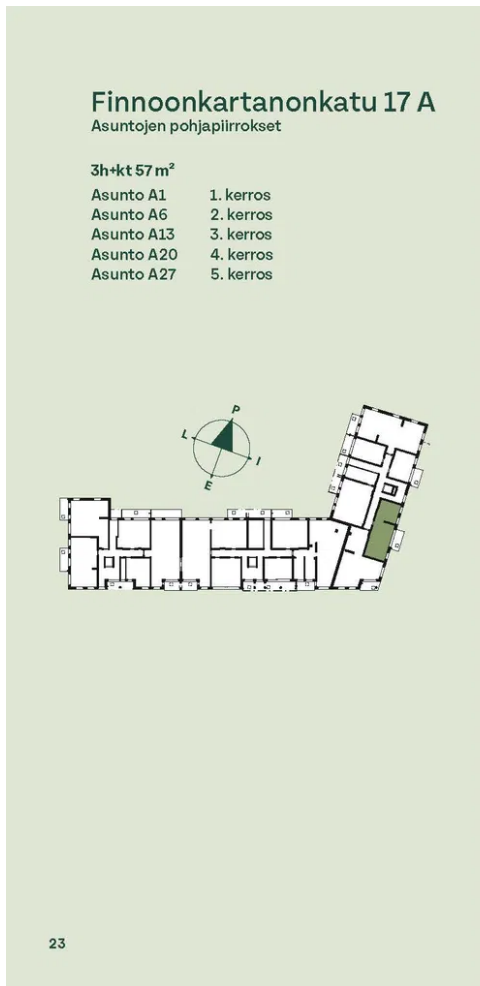 Finnoonkartanonkatu 17 A
Asuntojen pohjapiirrokset
3h+kt 57 m²
Asunto A1 1. kerros
Asunto A6 2. kerros
Asunto A13 3. kerros
Asunto A20 4. kerros
Asunto A27 5. kerros
P
L
I
E
23